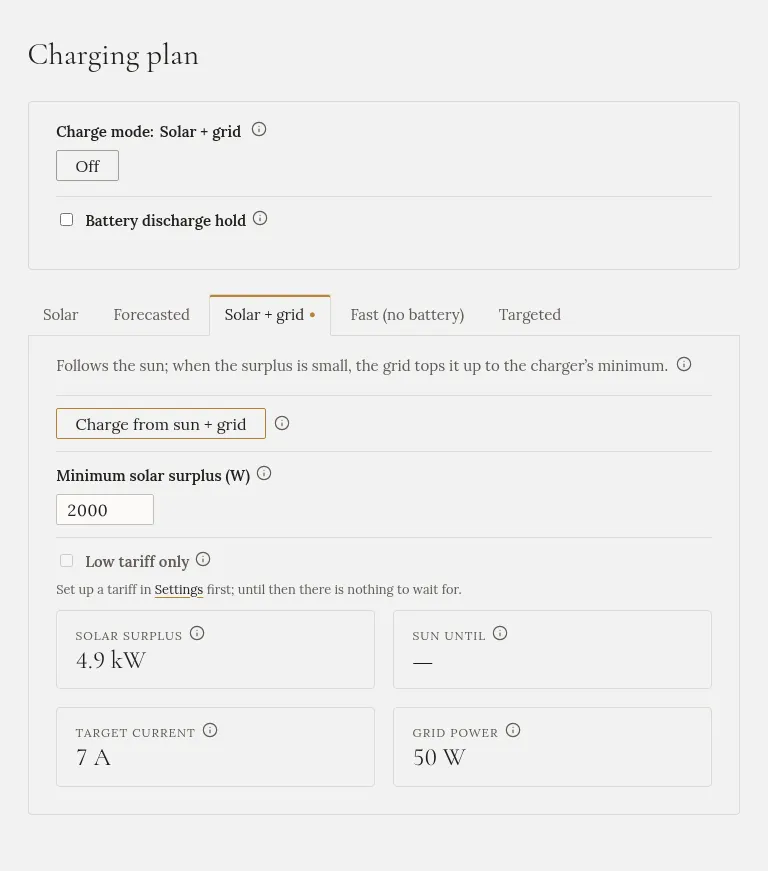 Charging plan
Charge mode: Solar + grid
Off
Battery discharge hold
Solar
Forecasted
Solar + grid
Fast (no battery)
Targeted
Follows the sun; when the surplus is small, the grid tops it up to the charger’s minimum.
Charge from sun + grid
Minimum solar surplus (W)
2000
Low tariff only
Set up a tariff in Settings first; until then there is nothing to wait for.
SOLAR SURPLUS
4.9 kW
SUN UNTIL
—
TARGET CURRENT
7 A
GRID POWER
50 W